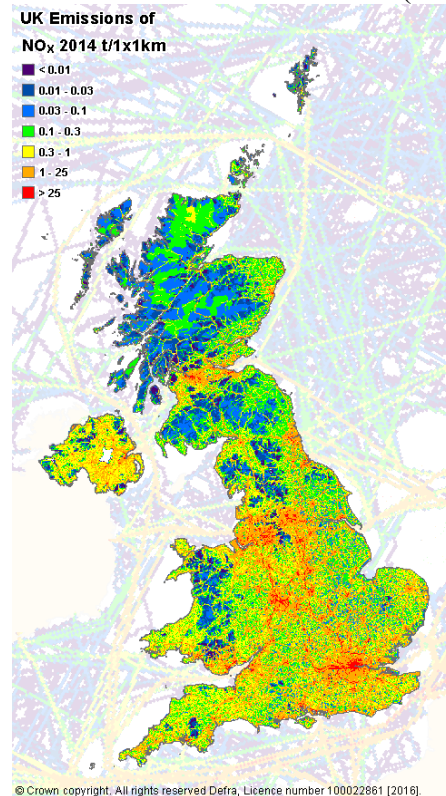 UK Emissions of
NOX 2014 t/1x1km
< 0.01
0.01 - 0.03
0.03 - 0.1
0.1 - 0.3
0.3 - 1
1 - 25
> 25
© Crown copyright. All rights reserved Defra, Licence number 100022861 [2016].